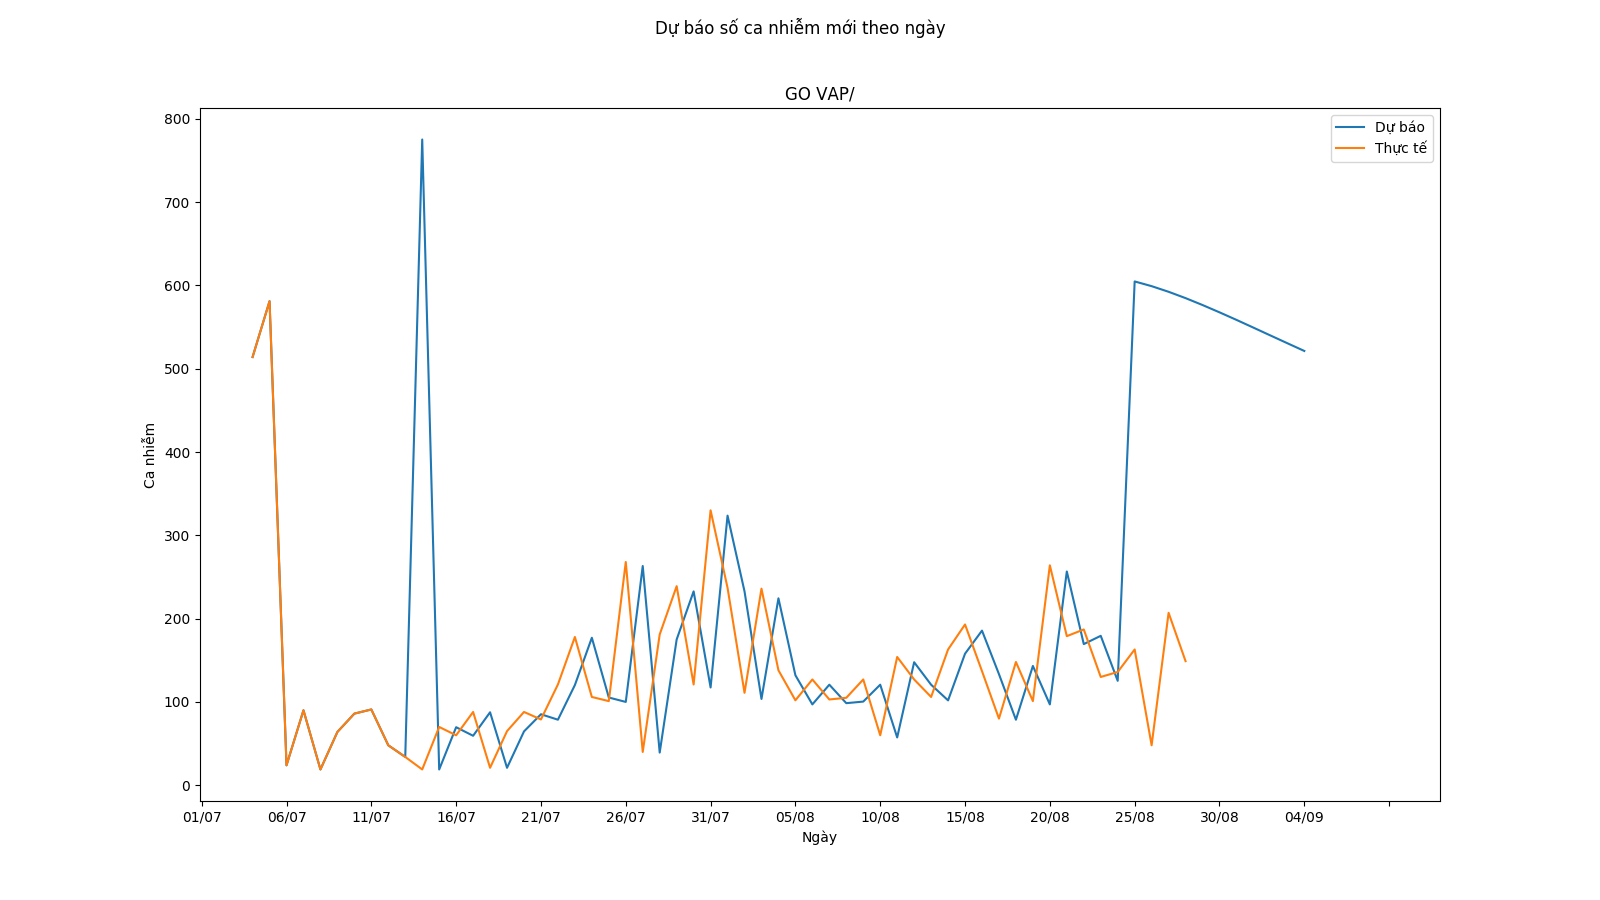 Dự báo số ca nhiễm mới theo ngày
GO VAP/
Dự báo
Thực tế
800
700
600
500
400
300
200
100
0
Ca nhiễm
01/07 06/07 11/07 16/07 21/07 26/07 31/07 05/08 10/08 15/08 20/08 25/08 30/08 04/09
Ngày